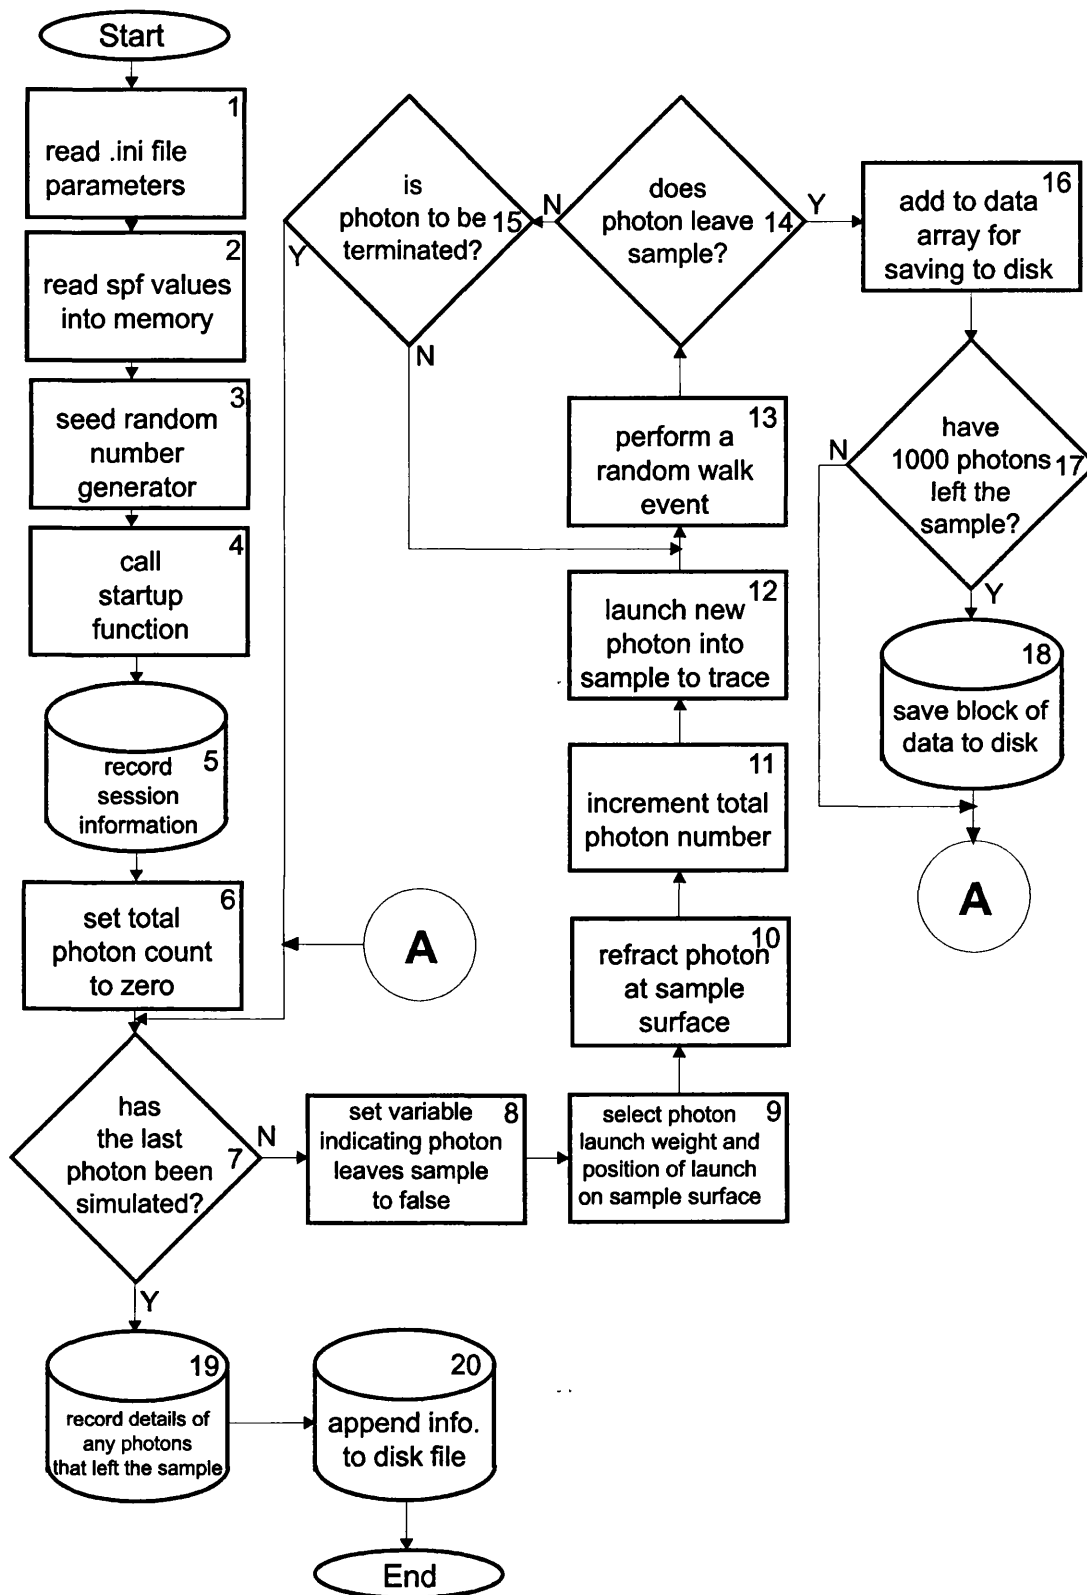 Start
1
read .ini file
parameters
2
read spf values
into memory
3
seed random
number
generator
4
call
startup
function
5
record
session
information
6
set total
photon count
to zero
A
has
the last
photon been
simulated?
7
N
Y
8
set variable
indicating photon
leaves sample
to false
9
select photon
launch weight and
position of launch
on sample surface
10
refract photon
at sample
surface
11
increment total
photon number
12
launch new
photon into
sample to trace
13
perform a
random walk
event
does
photon leave
sample?
14
N
Y
is
photon to be
terminated?
15
Y
N
16
add to data
array for
saving to disk
have
1000 photons
left the
sample?
17
N
Y
18
save block of
data to disk
A
19
record details of
any photons
that left the sample
20
append info.
to disk file
End